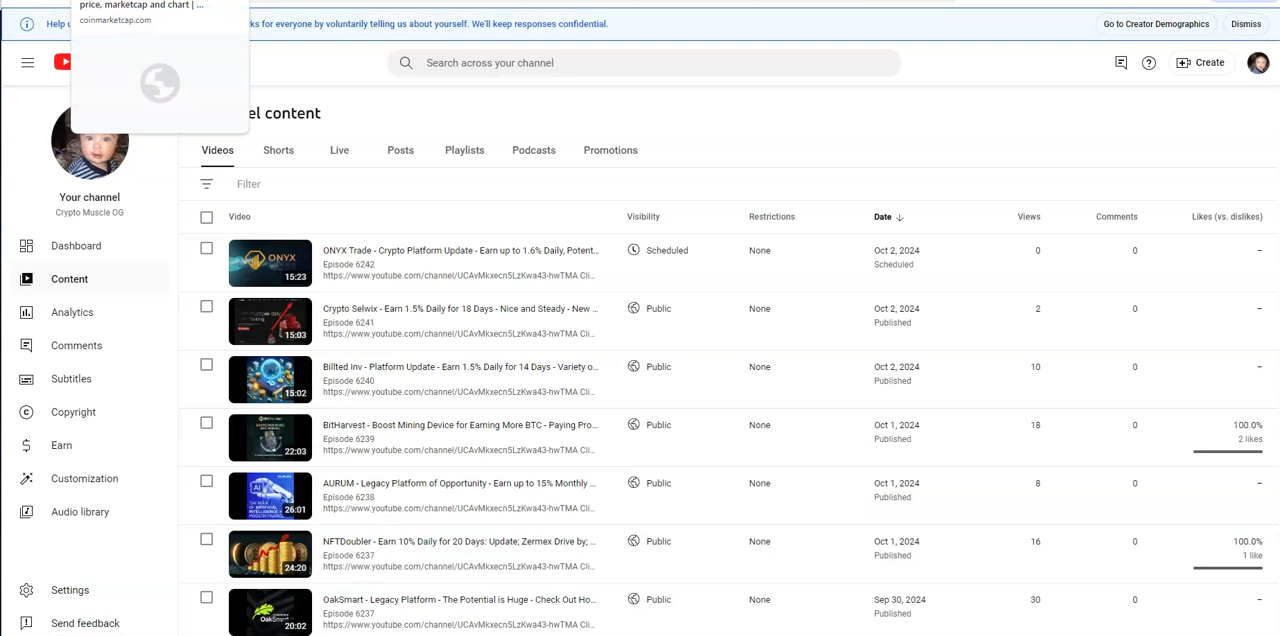 price, marketcap and chart | ...
coinmarketcap.com
Help u
ks for everyone by voluntarily telling us about yourself. We'll keep responses confidential.
Go to Creator Demographics
Dismiss
Search across your channel
Create
el content
Videos
Shorts
Live
Posts
Playlists
Podcasts
Promotions
Your channel
Crypto Muscle OG
Filter
Dashboard
Content
Analytics
Comments
Subtitles
Copyright
Earn
Customization
Audio library
Settings
Send feedback
Video
Visibility
Restrictions
Date
Views
Comments
Likes (vs. dislikes)
ONYX
15:23
ONYX Trade - Crypto Platform Update - Earn up to 1.6% Daily, Potent...
Episode 6242
https://www.youtube.com/channel/UCAvMkxecn5LzKwa43-hwTMA Cli...
Scheduled
None
Oct 2, 2024
Scheduled
0
0
–
15:03
Crypto Selwix - Earn 1.5% Daily for 18 Days - Nice and Steady - New ...
Episode 6241
https://www.youtube.com/channel/UCAvMkxecn5LzKwa43-hwTMA Cli...
Public
None
Oct 2, 2024
Published
2
0
–
15:02
Billted Inv - Platform Update - Earn 1.5% Daily for 14 Days - Variety o...
Episode 6240
https://www.youtube.com/channel/UCAvMkxecn5LzKwa43-hwTMA Cli...
Public
None
Oct 2, 2024
Published
10
0
–
22:03
BitHarvest - Boost Mining Device for Earning More BTC - Paying Pro...
Episode 6239
https://www.youtube.com/channel/UCAvMkxecn5LzKwa43-hwTMA Cli...
Public
None
Oct 1, 2024
Published
18
0
100.0%
2 likes
AURUM
AI
26:01
AURUM - Legacy Platform of Opportunity - Earn up to 15% Monthly ...
Episode 6238
https://www.youtube.com/channel/UCAvMkxecn5LzKwa43-hwTMA Cli...
Public
None
Oct 1, 2024
Published
8
0
–
24:20
NFTDoubler - Earn 10% Daily for 20 Days: Update; Zermex Drive by; ...
Episode 6237
https://www.youtube.com/channel/UCAvMkxecn5LzKwa43-hwTMA Cli...
Public
None
Oct 1, 2024
Published
16
0
100.0%
1 like
OakSm
20:02
OakSmart - Legacy Platform - The Potential is Huge - Check Out Ho...
Episode 6237
https://www.youtube.com/channel/UCAvMkxecn5LzKwa43-hwTMA Cli...
Public
None
Sep 30, 2024
Published
30
0
–